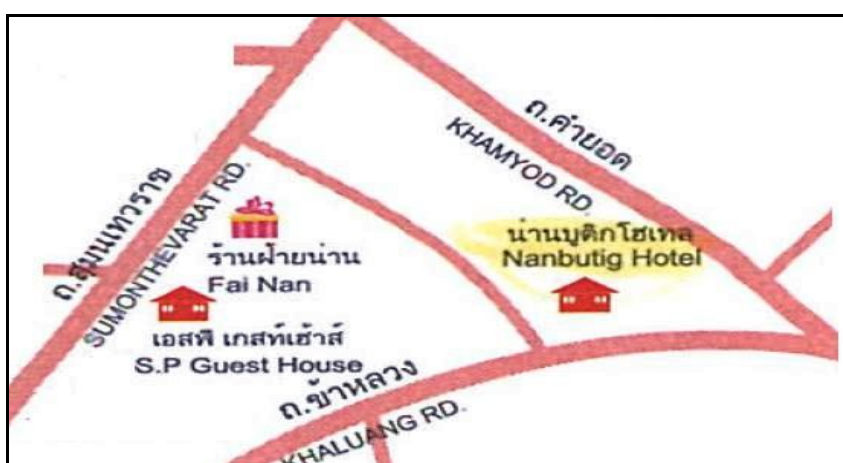 ถ.คำยอด
KHAMYOD RD.
ถ.สุมนเทวราช
SUMONTHEVARAT RD.
ร้านฝ้ายน่าน
Fai Nan
น่านบูติกโฮเทล
Nanbutig Hotel
เอสพี เกสท์เฮ้าส์
S.P Guest House
ถ.ข้าหลวง
KHALUANG RD.